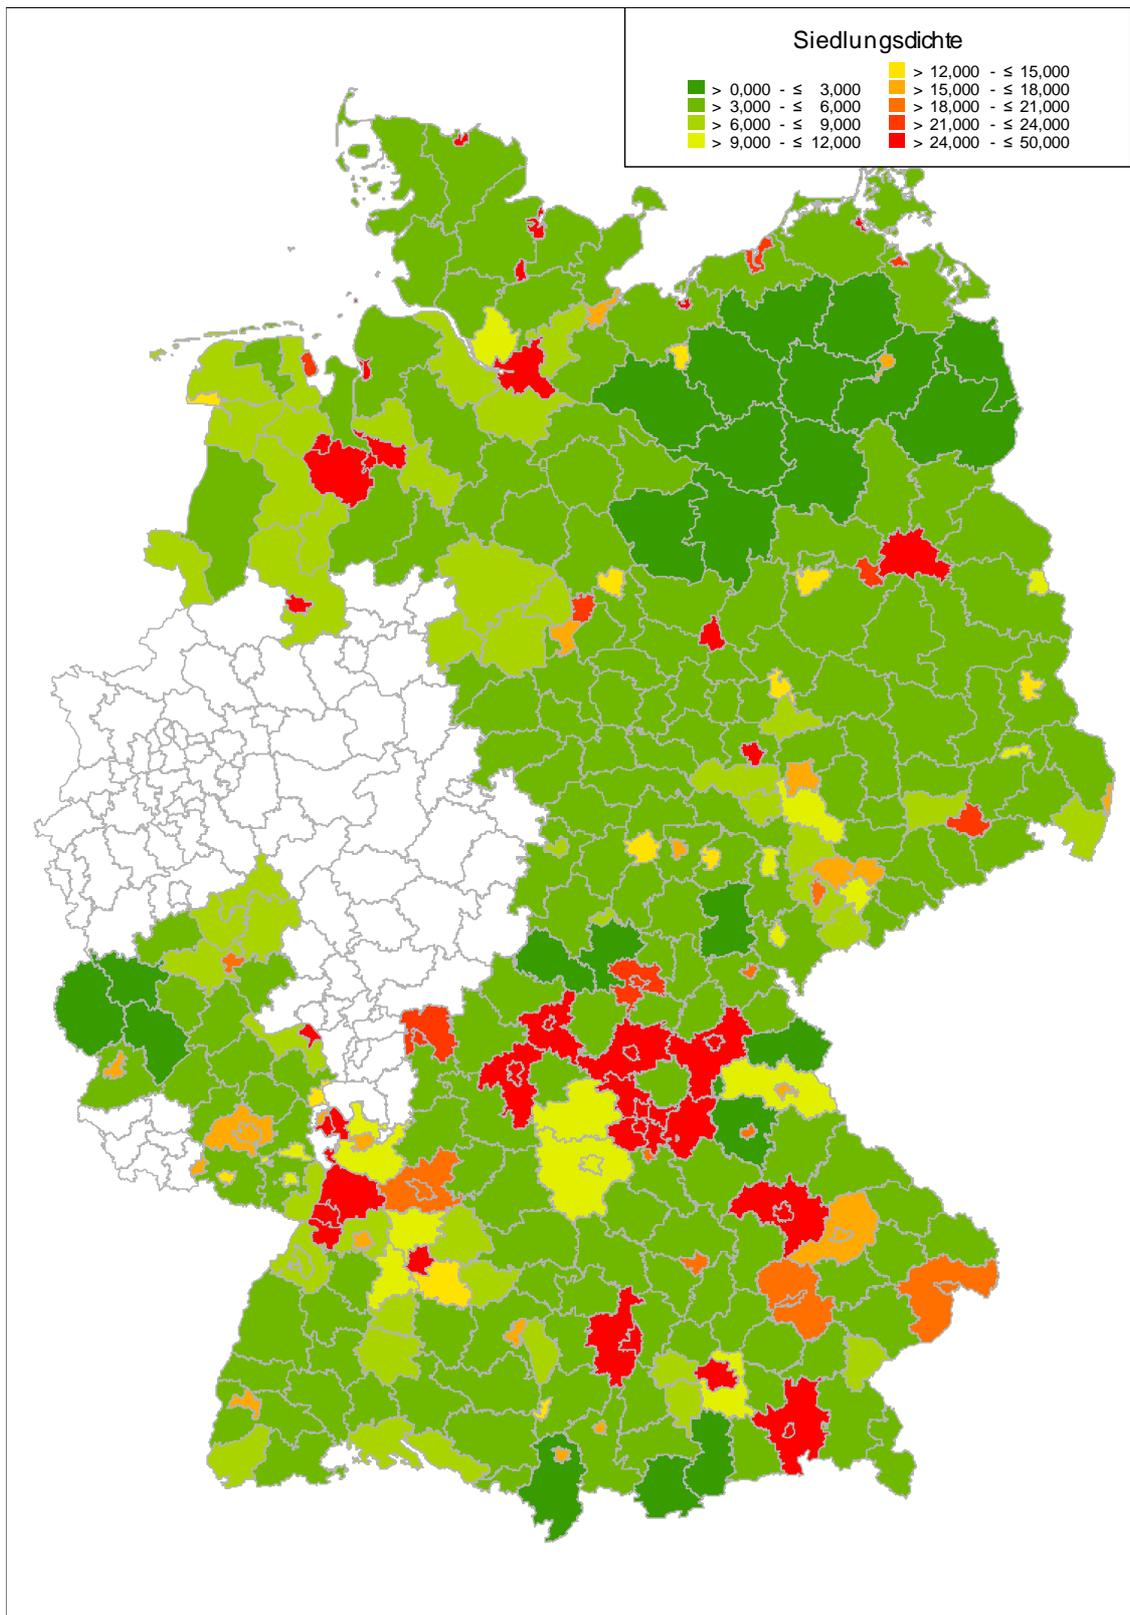 Siedlungsdichte
> 0,000 - ≤ 3,000
> 3,000 - ≤ 6,000
> 6,000 - ≤ 9,000
> 9,000 - ≤ 12,000
> 12,000 - ≤ 15,000
> 15,000 - ≤ 18,000
> 18,000 - ≤ 21,000
> 21,000 - ≤ 24,000
> 24,000 - ≤ 50,000